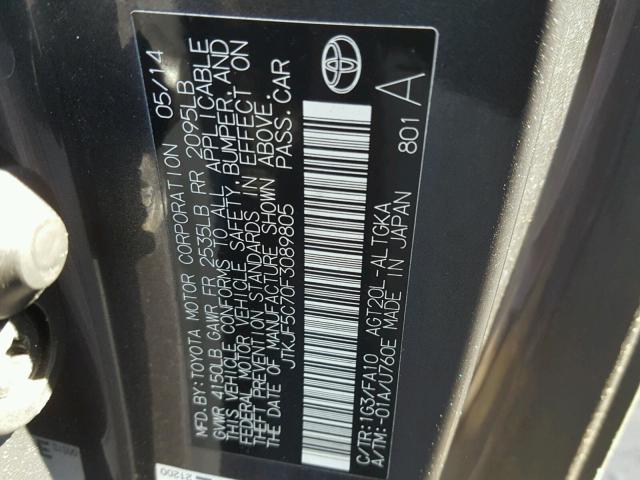 MFD.BY:TOYOTA MOTOR CORPORATION 05/14
GVWR 4150LB GAWR FR 2535LB RR 2095LB
THIS VEHICLE CONFORMS TO ALL APPLICABLE
FEDERAL MOTOR VEHICLE SAFETY, BUMPER, AND
THEFT PREVENTION STANDARDS IN EFFECT ON
THE DATE OF MANUFACTURE SHOWN ABOVE.
JTKJF5C70F3089805 PASS.CAR
C/TR:1G3/FA10 AGT20L-ALTGKA
A/TM:-01A/U760E MADE IN JAPAN
801 A
21200